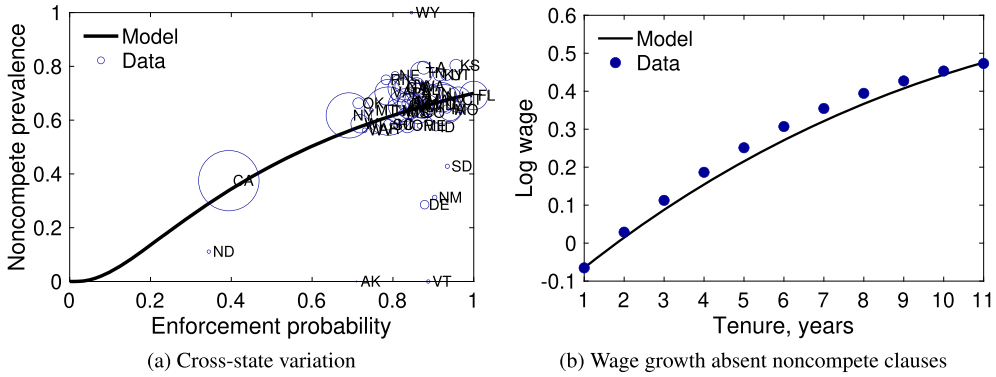 1
0.8
0.6
0.4
0.2
0
Noncompete prevalence
Model
Data
WY
KS
LA
NE
OK
NY
FL
MO
CA
SD
NM
DE
ND
AK
VT
0 0.2 0.4 0.6 0.8 1
Enforcement probability
(a) Cross-state variation
0.6
0.5
0.4
0.3
0.2
0.1
0
-0.1
Log wage
Model
Data
1 2 3 4 5 6 7 8 9 10 11
Tenure, years
(b) Wage growth absent noncompete clauses